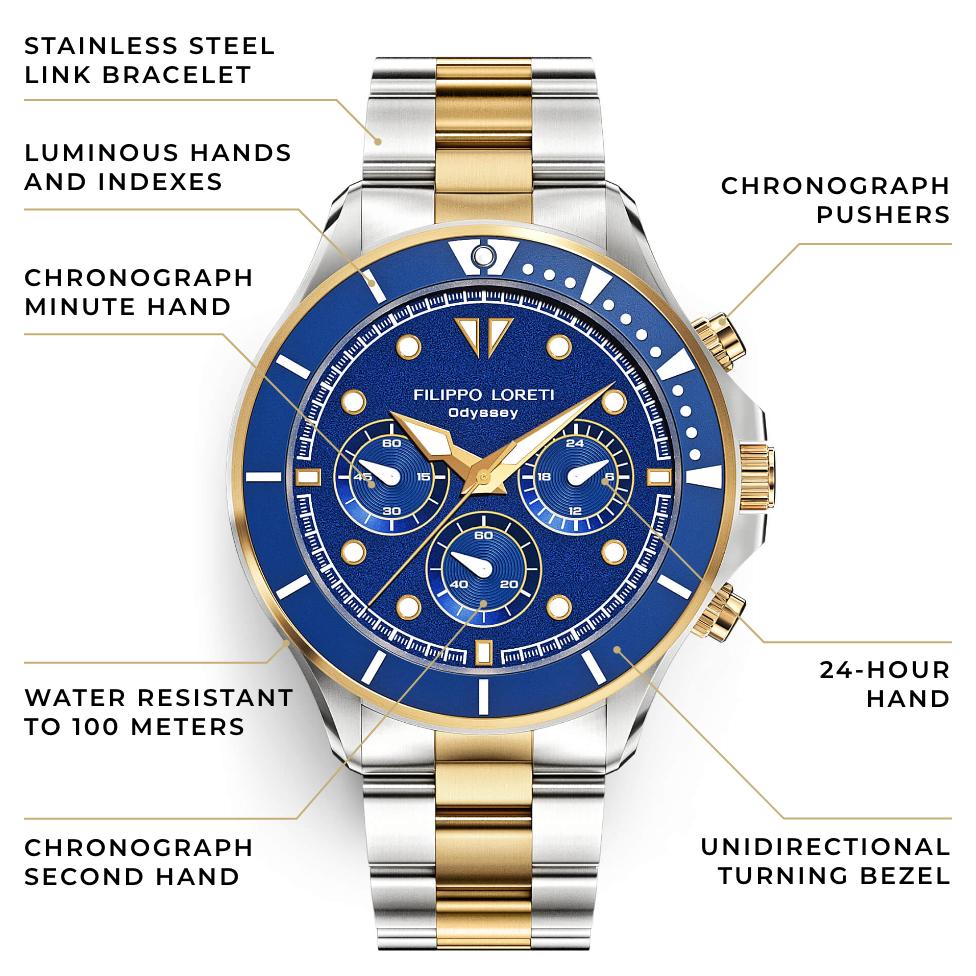 STAINLESS STEEL
LINK BRACELET
LUMINOUS HANDS
AND INDEXES
CHRONOGRAPH
PUSHERS
CHRONOGRAPH
MINUTE HAND
FILIPPO LORETI
Odyssey
60
45
15
30
24
18
6
12
60
40
20
24-HOUR
HAND
WATER RESISTANT
TO 100 METERS
CHRONOGRAPH
SECOND HAND
UNIDIRECTIONAL
TURNING BEZEL